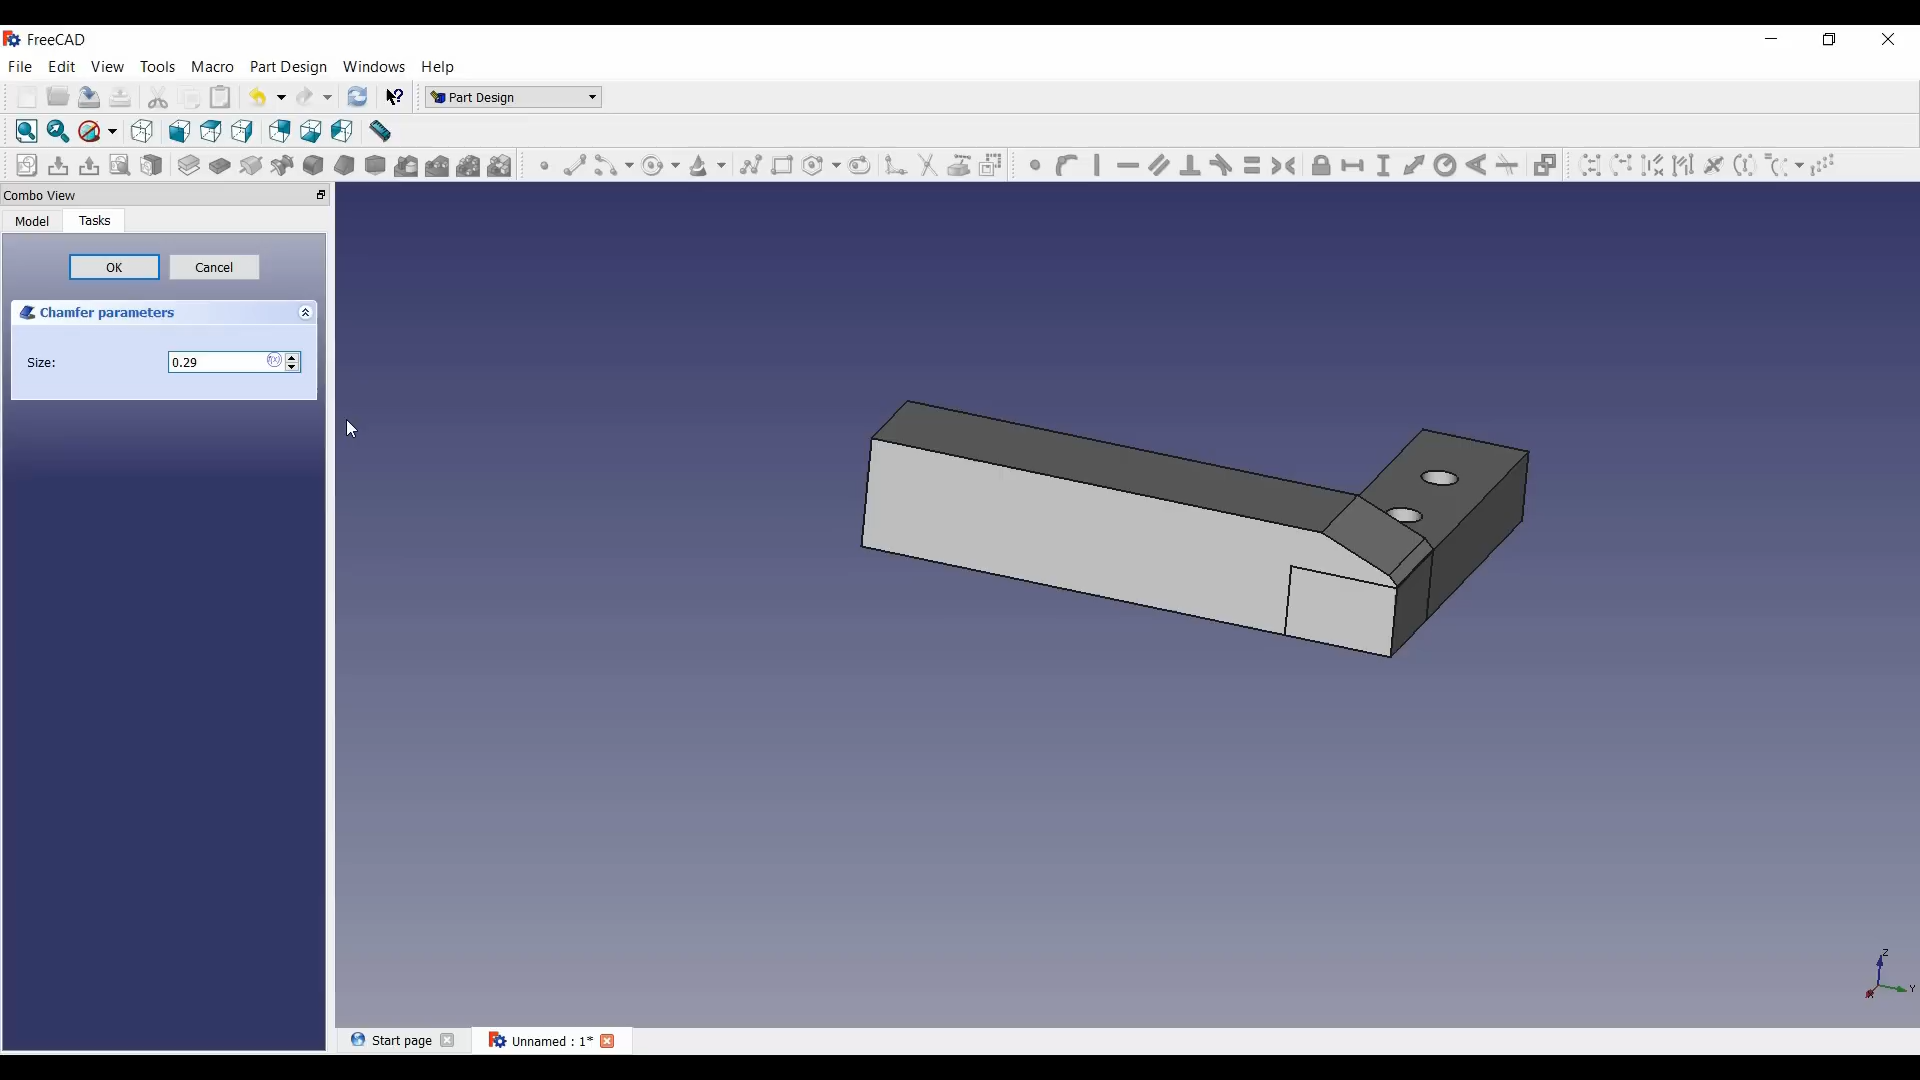 FreeCAD
File Edit View Tools Macro Part Design Windows Help
Part Design
Combo View
Model Tasks
OK Cancel
Chamfer parameters
Size: 0.29 f(x)
Z
Y
Start page Unnamed : 1*